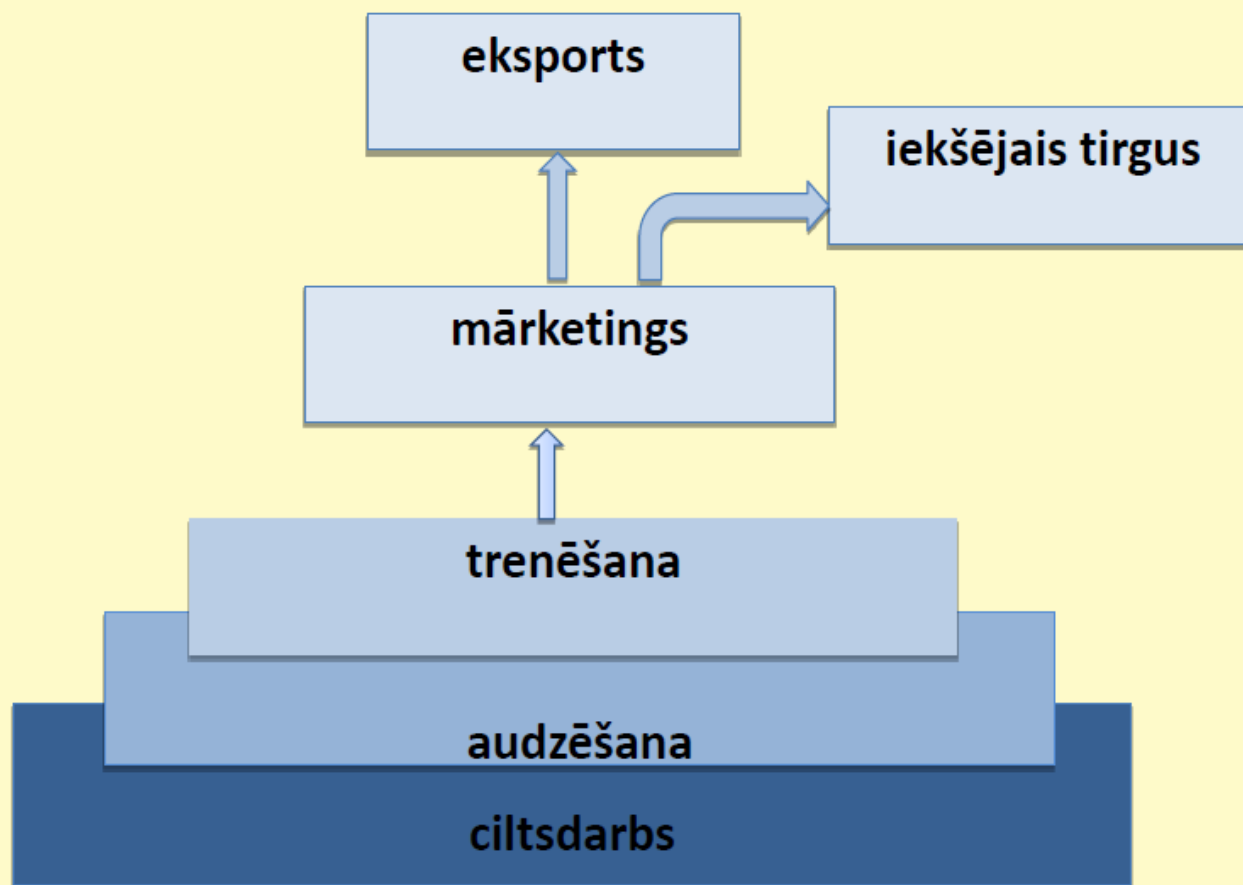 eksports
iekšējais tirgus
mārketings
trenēšana
audzēšana
ciltsdarbs